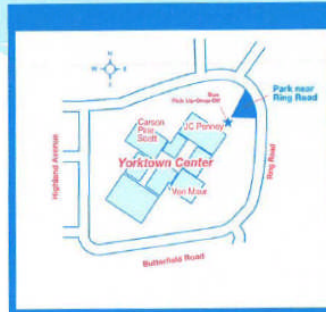 N
W
E
S
Bus
Pick Up-Drop Off
Park near
Ring Road
Carson
Pirie
Scott
JC Penney
Yorktown Center
Von Maur
Highland Avenue
Ring Road
Butterfield Road